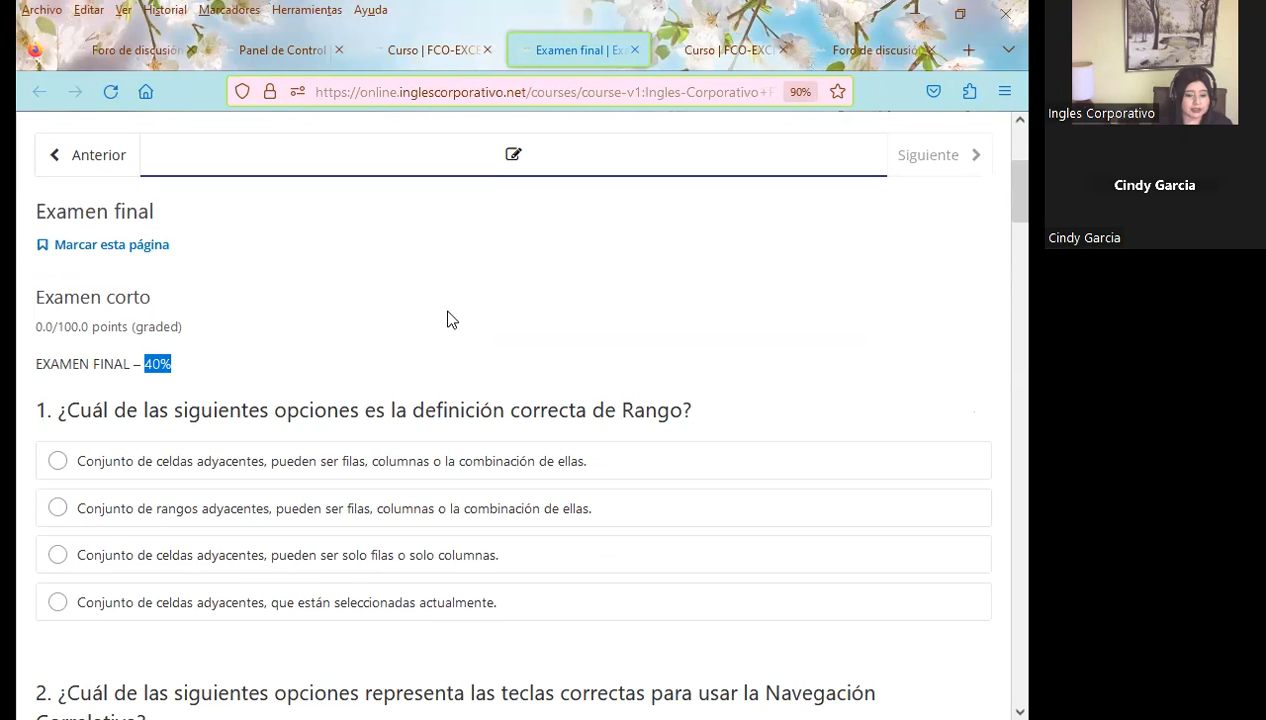 Archivo Editar Ver Historial Marcadores Herramientas Ayuda
Foro de discusión Panel de Control Curso | FCO-EXCE Examen final | Ex Curso | FCO-EXC Foro de discusió
https://online.inglescorporativo.net/courses/course-v1:Ingles-Corporativo+F 90%
Anterior Siguiente
Examen final
Marcar esta página
Examen corto
0.0/100.0 points (graded)
EXAMEN FINAL – 40%
1. ¿Cuál de las siguientes opciones es la definición correcta de Rango?
Conjunto de celdas adyacentes, pueden ser filas, columnas o la combinación de ellas.
Conjunto de rangos adyacentes, pueden ser filas, columnas o la combinación de ellas.
Conjunto de celdas adyacentes, pueden ser solo filas o solo columnas.
Conjunto de celdas adyacentes, que están seleccionadas actualmente.
2. ¿Cuál de las siguientes opciones representa las teclas correctas para usar la Navegación
Correlativa?
Ingles Corporativo
Cindy Garcia
Cindy Garcia